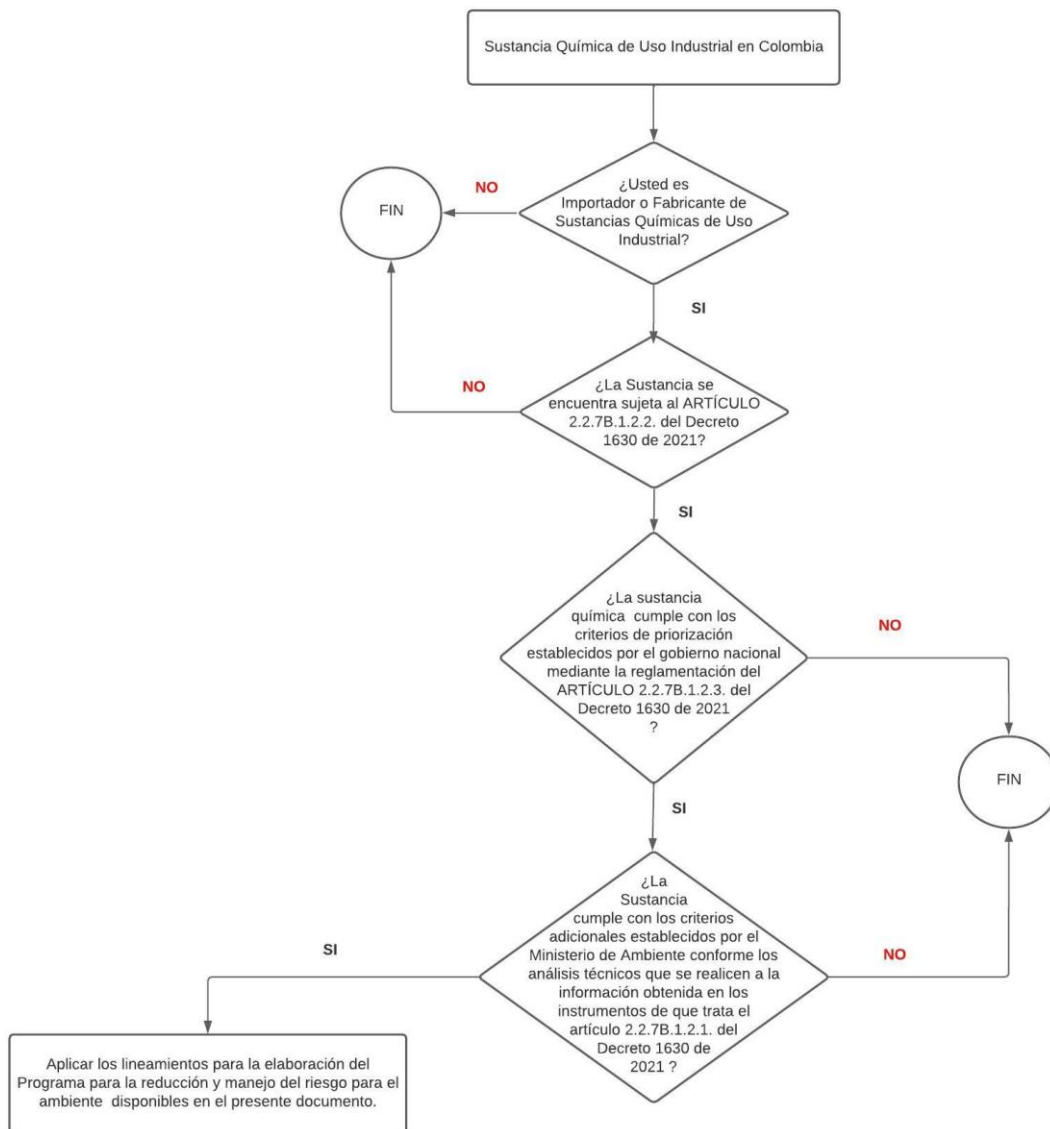 Sustancia Química de Uso Industrial en Colombia
¿Usted es
Importador o Fabricante de
Sustancias Químicas de Uso
Industrial?
NO
FIN
SI
¿La Sustancia se
encuentra sujeta al ARTÍCULO
2.2.7B.1.2.2. del Decreto
1630 de 2021?
NO
SI
¿La sustancia
química cumple con los
criterios de priorización
establecidos por el gobierno nacional
mediante la reglamentación del
ARTÍCULO 2.2.7B.1.2.3. del
Decreto 1630 de 2021
?
NO
FIN
SI
¿La
Sustancia
cumple con los criterios
adicionales establecidos por el
Ministerio de Ambiente conforme los
análisis técnicos que se realicen a la
información obtenida en los
instrumentos de que trata el
artículo 2.2.7B.1.2.1. del
Decreto 1630 de
2021 ?
NO
SI
Aplicar los lineamientos para la elaboración del
Programa para la reducción y manejo del riesgo para el
ambiente disponibles en el presente documento.